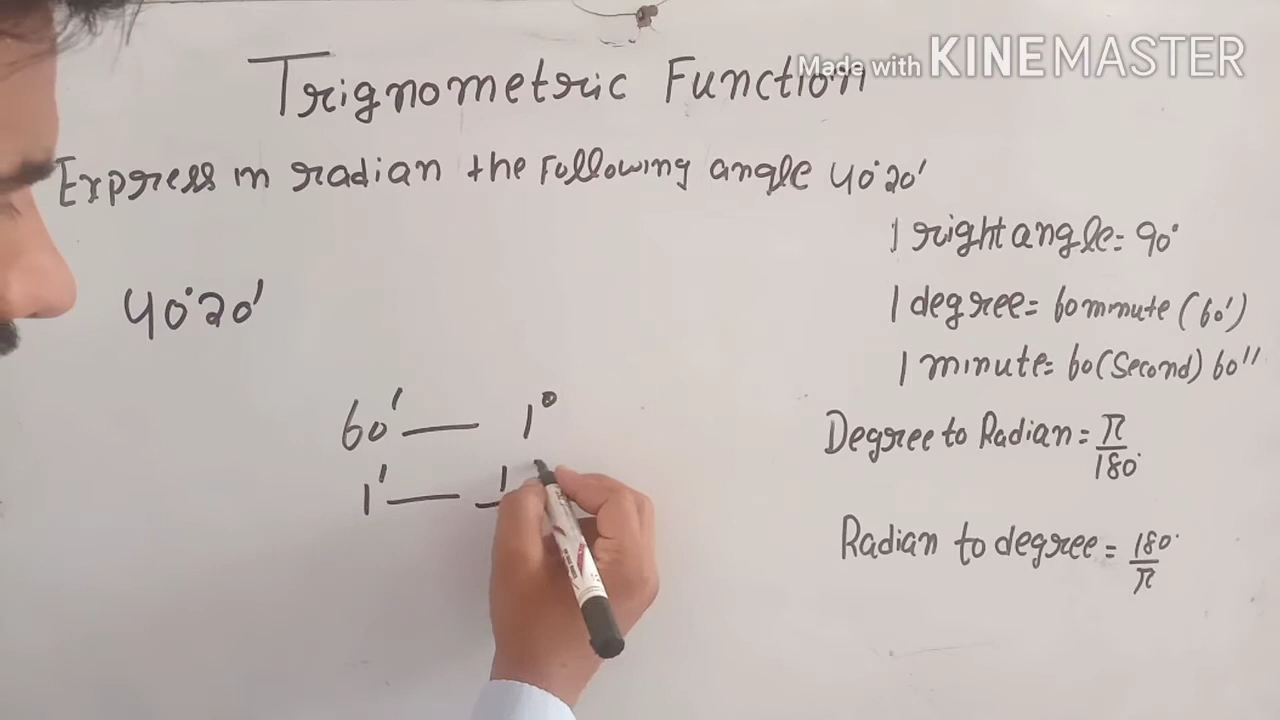 Trignometric Function
Made with KINEMASTER
Express in radian the following angle 40°20'
1 right angle = 90°
1 degree = 60 minute (60')
1 minute = 60 (Second) 60''
40°20'
60' — 1°
1' — 1
Degree to Radian = π/180°
Radian to degree = 180°/π